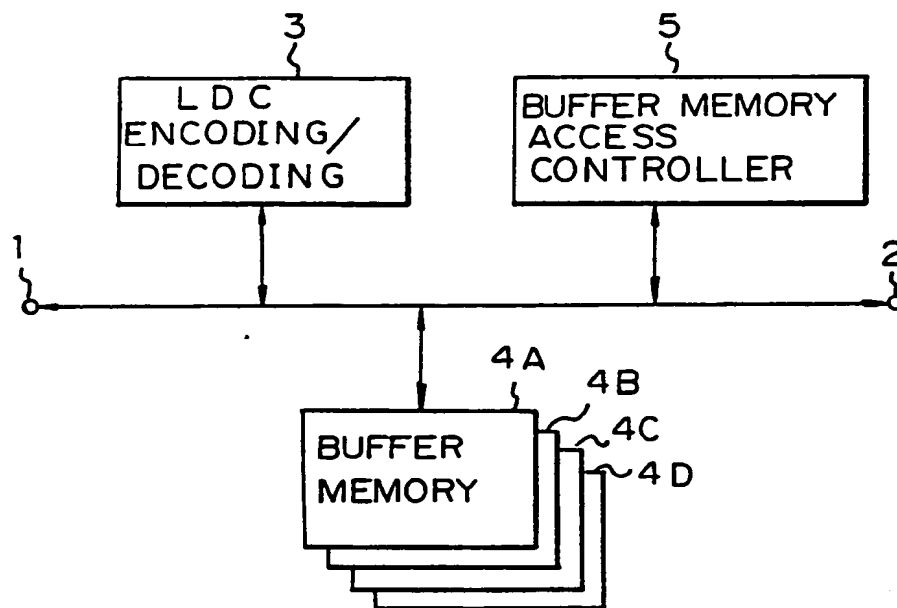 3
5
LDC
ENCODING/
DECODING
BUFFER MEMORY
ACCESS
CONTROLLER
1
2
4A
4B
4C
4D
BUFFER
MEMORY